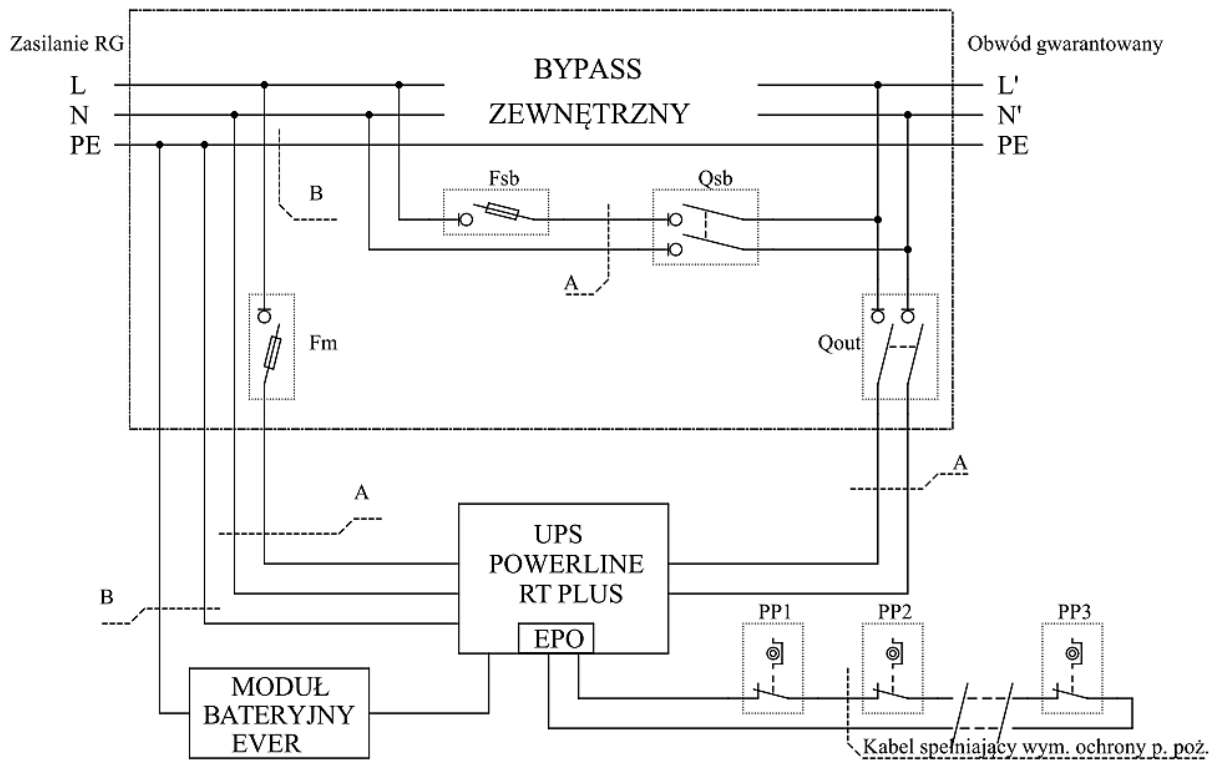 Zasilanie RG
Obwód gwarantowany
BYPASS
ZEWNĘTRZNY
L
L'
N
N'
PE
PE
Fsb
Qsb
B
A
Fm
Qout
A
A
UPS
POWERLINE
RT PLUS
EPO
B
PP1
PP2
PP3
MODUŁ
BATERYJNY
EVER
Kabel spełniający wym. ochrony p. poż.